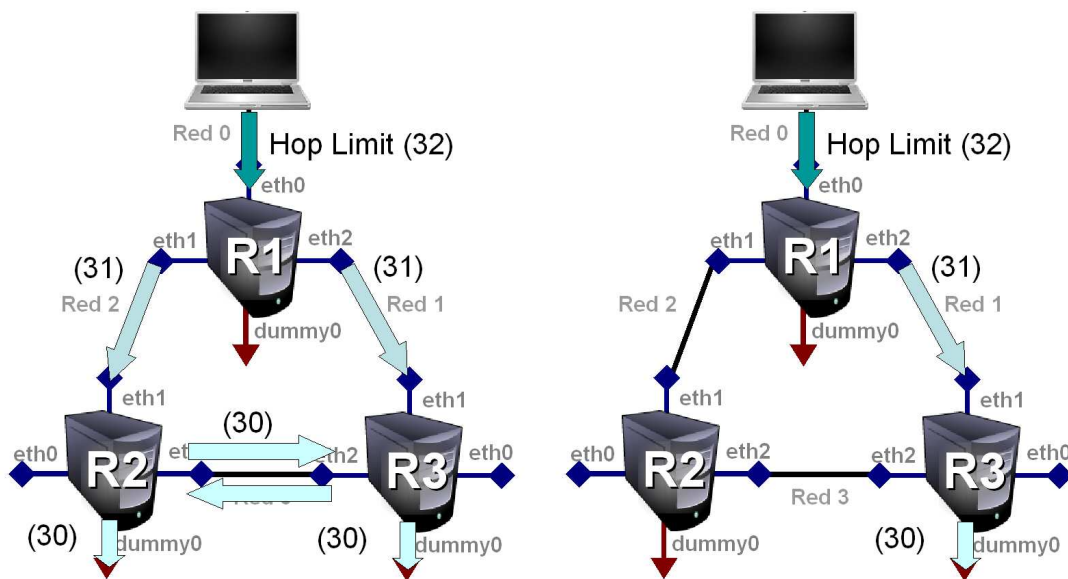 Red 0
Hop Limit (32)
eth0
eth1
R1
eth2
(31)
(31)
Red 2
Red 1
dummy0
eth1
eth1
(30)
eth0
R2
eth2
R3
eth0
(30)
dummy0
(30)
dummy0
Red 0
Hop Limit (32)
eth0
eth1
R1
eth2
(31)
Red 2
Red 1
dummy0
eth1
eth1
eth0
R2
eth2
eth2
R3
eth0
Red 3
dummy0
(30)
dummy0